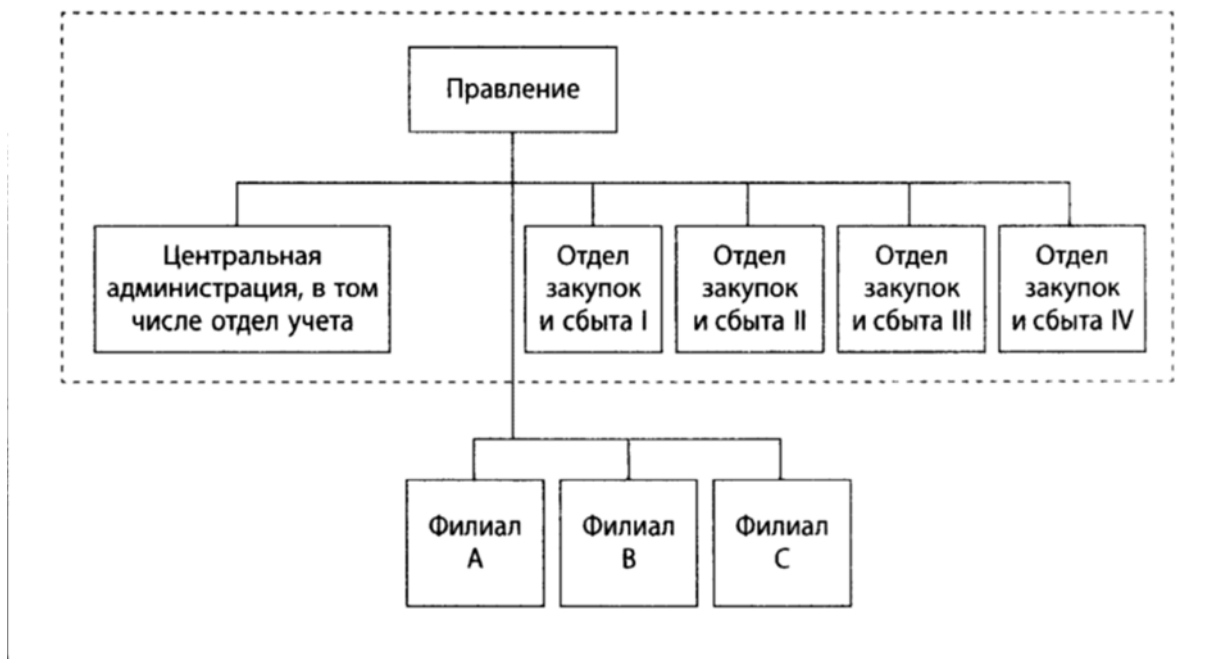 Правление
Центральная
администрация, в том
числе отдел учета
Отдел
закупок
и сбыта I
Отдел
закупок
и сбыта II
Отдел
закупок
и сбыта III
Отдел
закупок
и сбыта IV
Филиал
A
Филиал
B
Филиал
C